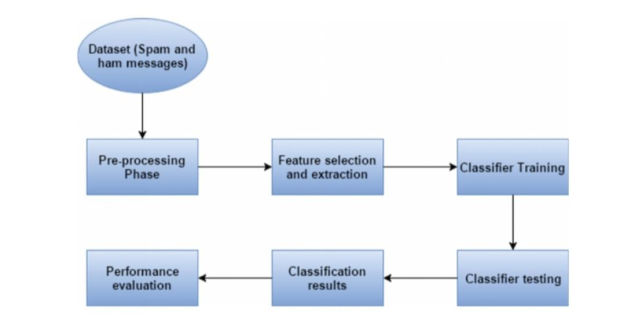 Dataset (Spam and
ham messages)
Pre-processing
Phase
Feature selection
and extraction
Classifier Training
Classifier testing
Classification
results
Performance
evaluation